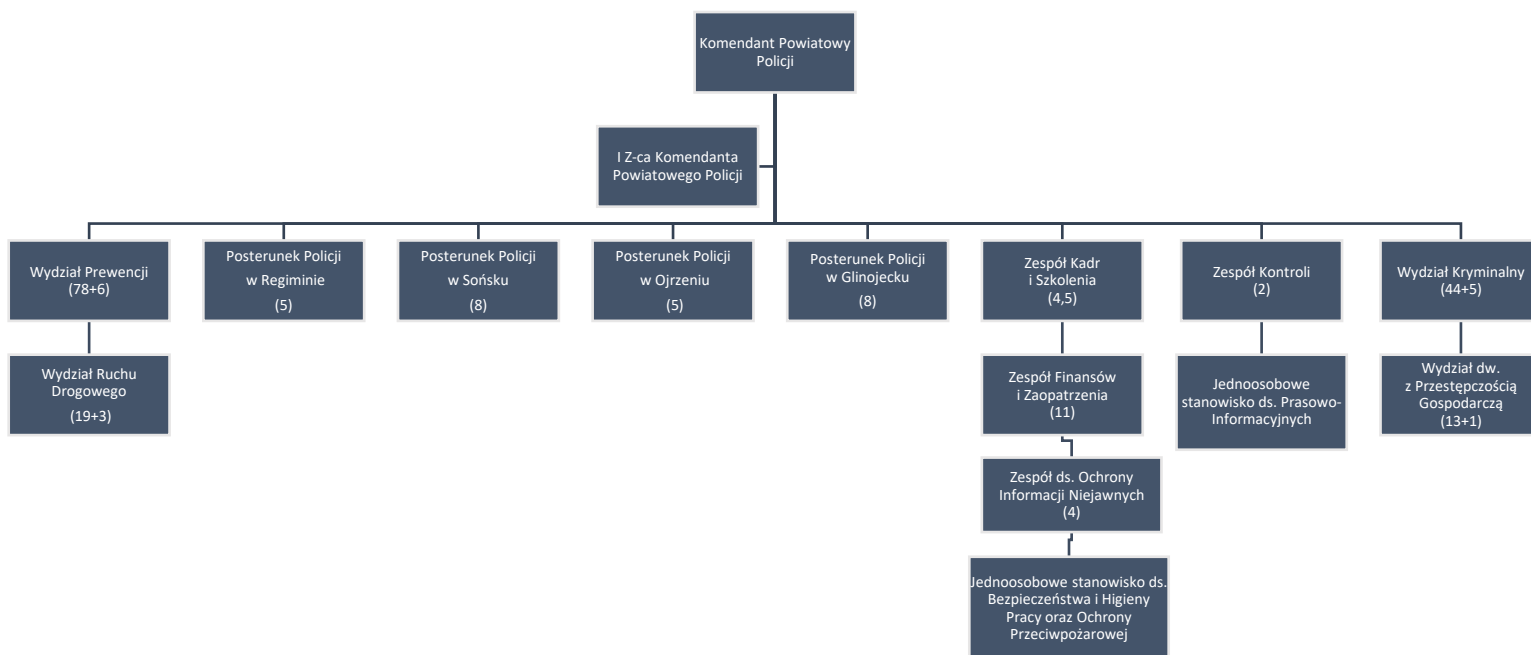 Komendant Powiatowy
Policji
I Z-ca Komendanta
Powiatowego Policji
Wydział Prewencji
(78+6)
Posterunek Policji
w Regiminie
(5)
Posterunek Policji
w Sońsku
(8)
Posterunek Policji
w Ojrzeniu
(5)
Posterunek Policji
w Glinojecku
(8)
Zespół Kadr
i Szkolenia
(4,5)
Zespół Kontroli
(2)
Wydział Kryminalny
(44+5)
Wydział Ruchu
Drogowego
(19+3)
Zespół Finansów
i Zaopatrzenia
(11)
Jednoosobowe
stanowisko ds. Prasowo-
Informacyjnych
Wydział dw.
z Przestępczością
Gospodarczą
(13+1)
Zespół ds. Ochrony
Informacji Niejawnych
(4)
Jednoosobowe stanowisko ds.
Bezpieczeństwa i Higieny
Pracy oraz Ochrony
Przeciwpożarowej